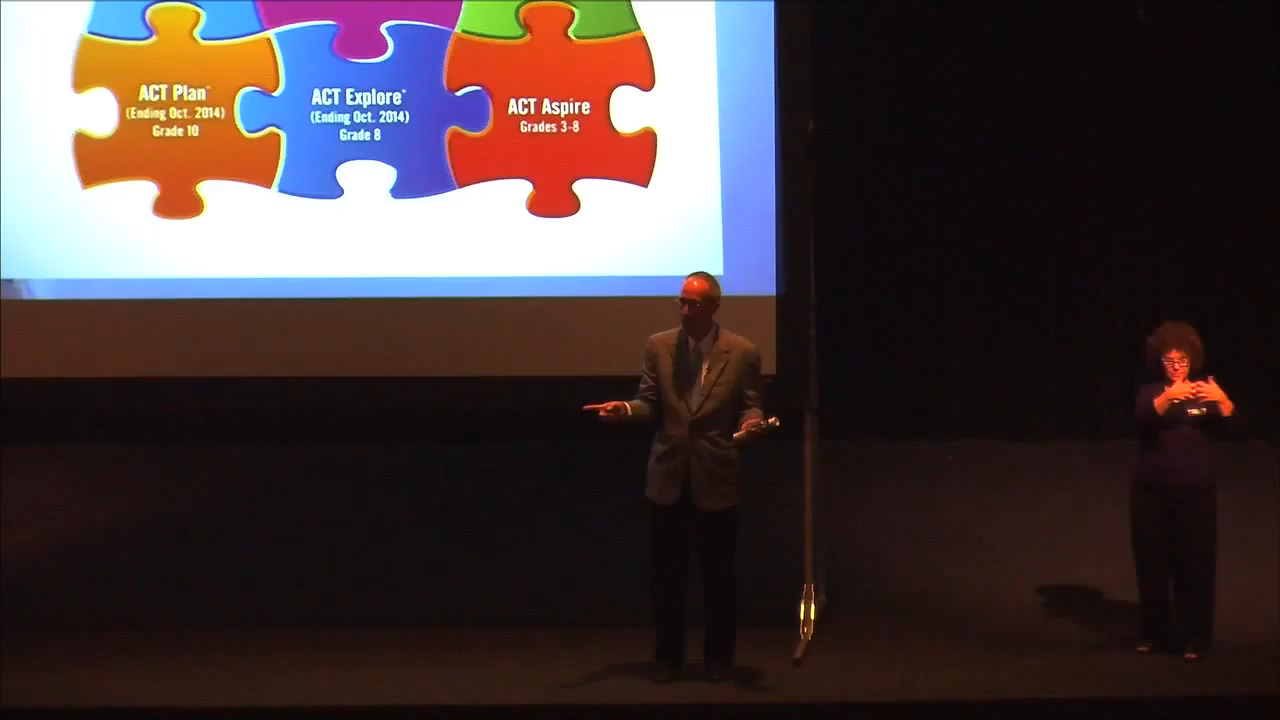 ACT Plan®
(Ending Oct. 2014)
Grade 10
ACT Explore®
(Ending Oct. 2014)
Grade 8
ACT Aspire
Grades 3-8